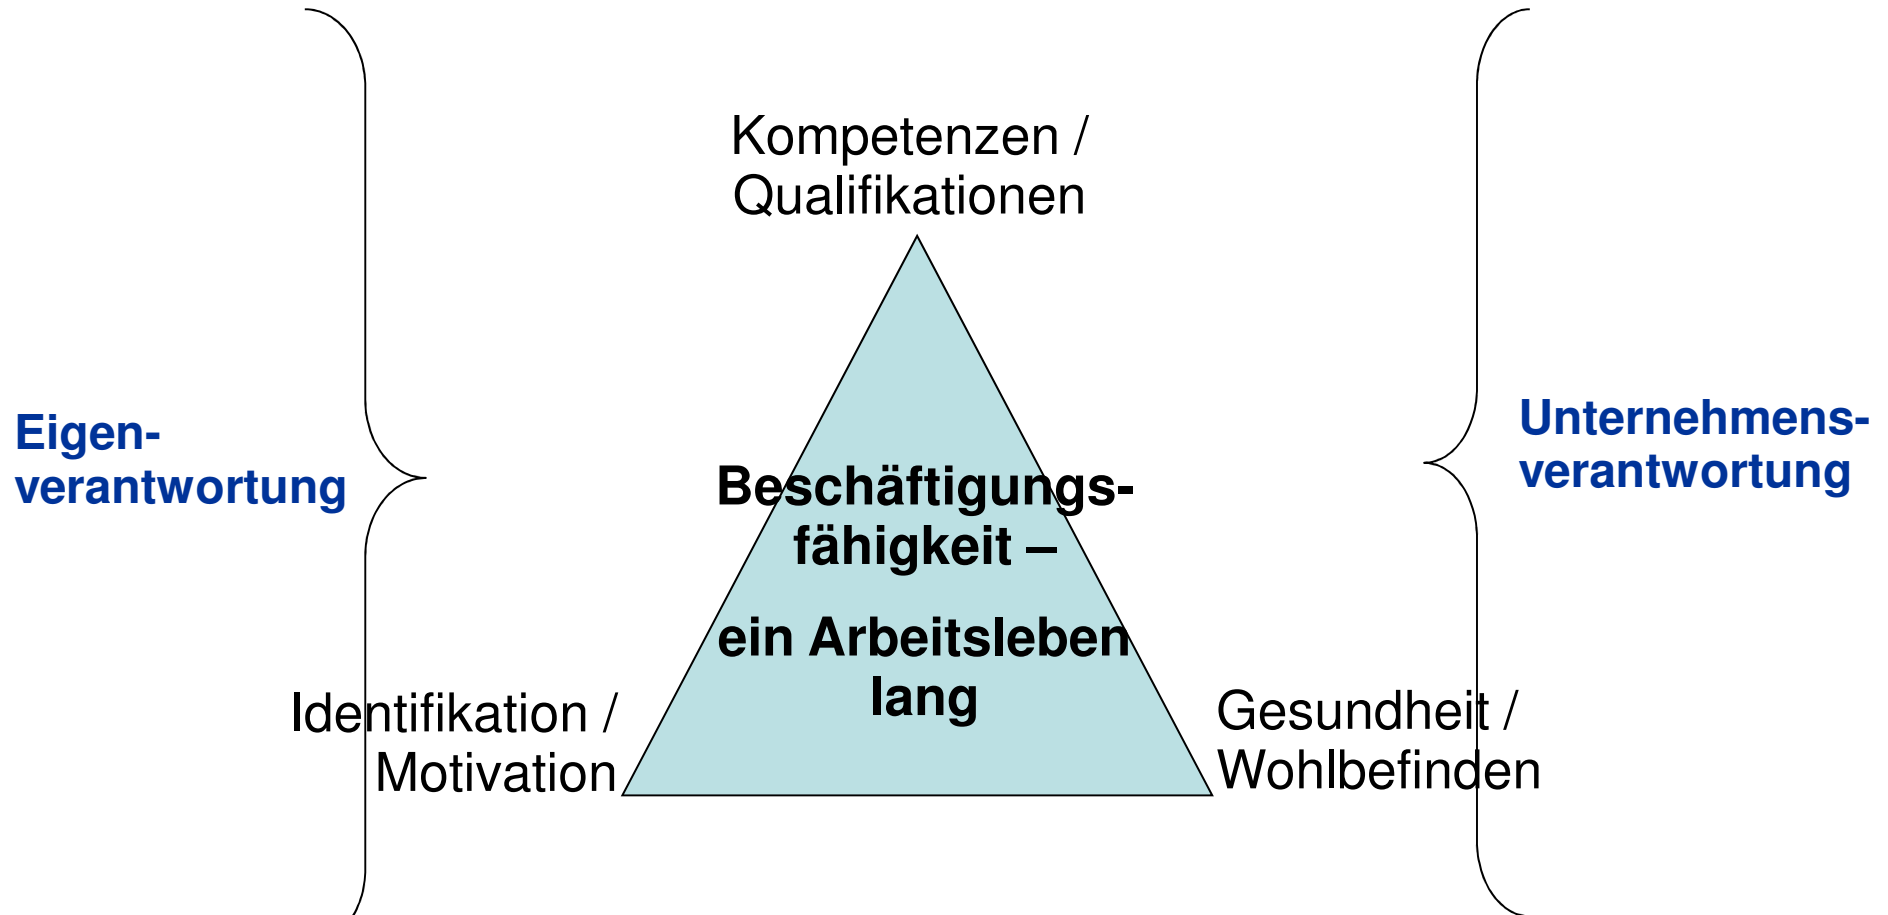 Kompetenzen /
Qualifikationen
Eigen-
verantwortung
Beschäftigungs-
fähigkeit –
ein Arbeitsleben
lang
Unternehmens-
verantwortung
Identifikation /
Motivation
Gesundheit /
Wohlbefinden